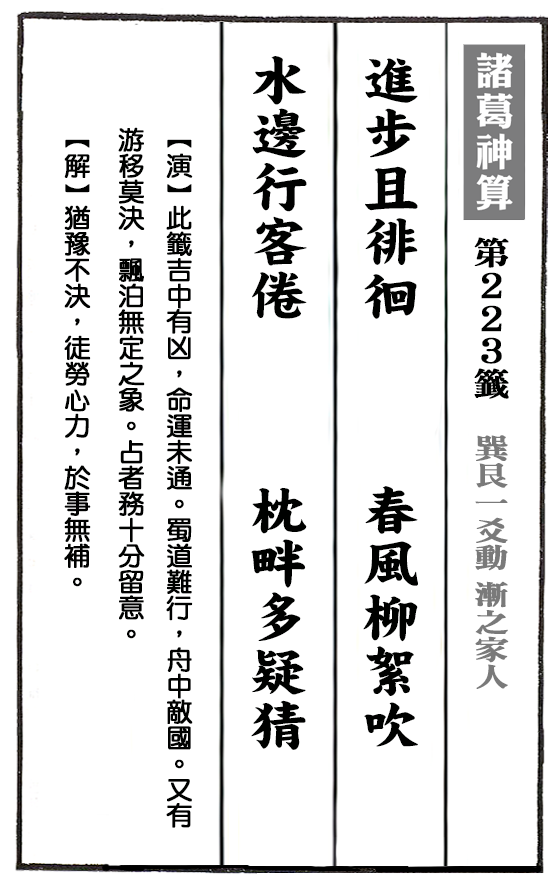 諸葛神算 第223籤 巽艮一爻動 漸之家人
進步且徘徊 春風柳絮吹
水邊行客倦 枕畔多疑猜
【演】此籤吉中有凶，命運未通。蜀道難行，舟中敵國。又有
游移莫決，飄泊無定之象。占者務十分留意。
【解】猶豫不決，徒勞心力，於事無補。